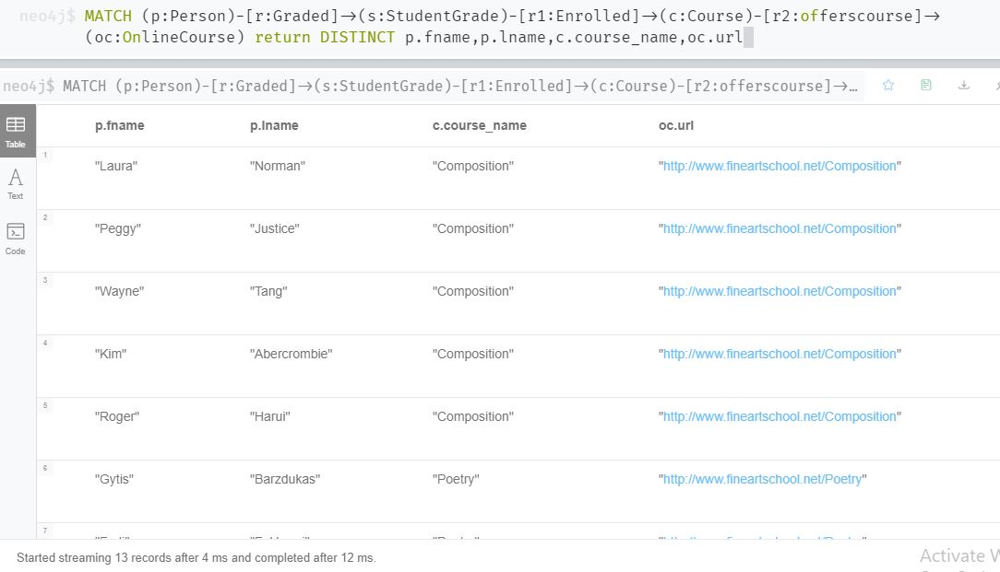 neo4j$ MATCH (p:Person)-[r:Graded]→(s:StudentGrade)-[r1:Enrolled]→(c:Course)-[r2:offerscourse]→
(oc:OnlineCourse) return DISTINCT p.fname,p.lname,c.course_name,oc.url
neo4j$ MATCH (p:Person)-[r:Graded]→(s:StudentGrade)-[r1:Enrolled]→(c:Course)-[r2:offerscourse]→…
Table
Text
Code
p.fname p.lname c.course_name oc.url
1 "Laura" "Norman" "Composition" "http://www.fineartschool.net/Composition"
2 "Peggy" "Justice" "Composition" "http://www.fineartschool.net/Composition"
3 "Wayne" "Tang" "Composition" "http://www.fineartschool.net/Composition"
4 "Kim" "Abercrombie" "Composition" "http://www.fineartschool.net/Composition"
5 "Roger" "Harui" "Composition" "http://www.fineartschool.net/Composition"
6 "Gytis" "Barzdukas" "Poetry" "http://www.fineartschool.net/Poetry"
7
Started streaming 13 records after 4 ms and completed after 12 ms.
Activate W